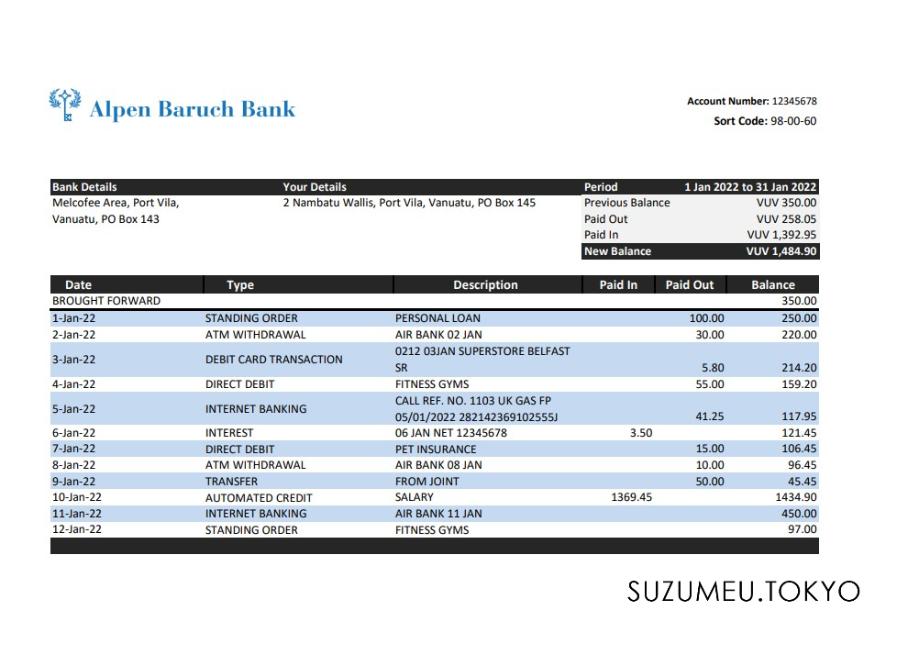 Alpen Baruch Bank
Account Number: 12345678
Sort Code: 98-00-60
Bank Details Your Details Period 1 Jan 2022 to 31 Jan 2022
Melcofee Area, Port Vila, 2 Nambatu Wallis, Port Vila, Vanuatu, PO Box 145 Previous Balance VUV 350.00
Vanuatu, PO Box 143 Paid Out VUV 258.05
Paid In VUV 1,392.95
New Balance VUV 1,484.90
Date Type Description Paid In Paid Out Balance
BROUGHT FORWARD 350.00
1-Jan-22 STANDING ORDER PERSONAL LOAN 100.00 250.00
2-Jan-22 ATM WITHDRAWAL AIR BANK 02 JAN 30.00 220.00
0212 03JAN SUPERSTORE BELFAST
3-Jan-22 DEBIT CARD TRANSACTION
SR 5.80 214.20
4-Jan-22 DIRECT DEBIT FITNESS GYMS 55.00 159.20
CALL REF. NO. 1103 UK GAS FP
5-Jan-22 INTERNET BANKING
05/01/2022 282142369102555J 41.25 117.95
6-Jan-22 INTEREST 06 JAN NET 12345678 3.50 121.45
7-Jan-22 DIRECT DEBIT PET INSURANCE 15.00 106.45
8-Jan-22 ATM WITHDRAWAL AIR BANK 08 JAN 10.00 96.45
9-Jan-22 TRANSFER FROM JOINT 50.00 45.45
10-Jan-22 AUTOMATED CREDIT SALARY 1369.45 1434.90
11-Jan-22 INTERNET BANKING AIR BANK 11 JAN 450.00
12-Jan-22 STANDING ORDER FITNESS GYMS 97.00
SUZUMEU.TOKYO